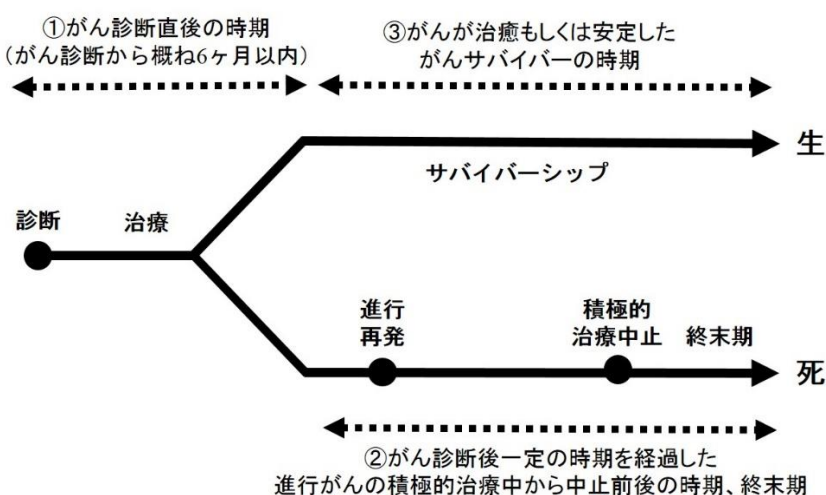 ①がん診断直後の時期
(がん診断から概ね6ヶ月以内)
③がんが治癒もしくは安定した
がんサバイバーの時期
生
サバイバーシップ
診断
治療
進行
再発
積極的
治療中止
終末期
死
②がん診断後一定の時期を経過した
進行がんの積極的治療中から中止前後の時期、終末期